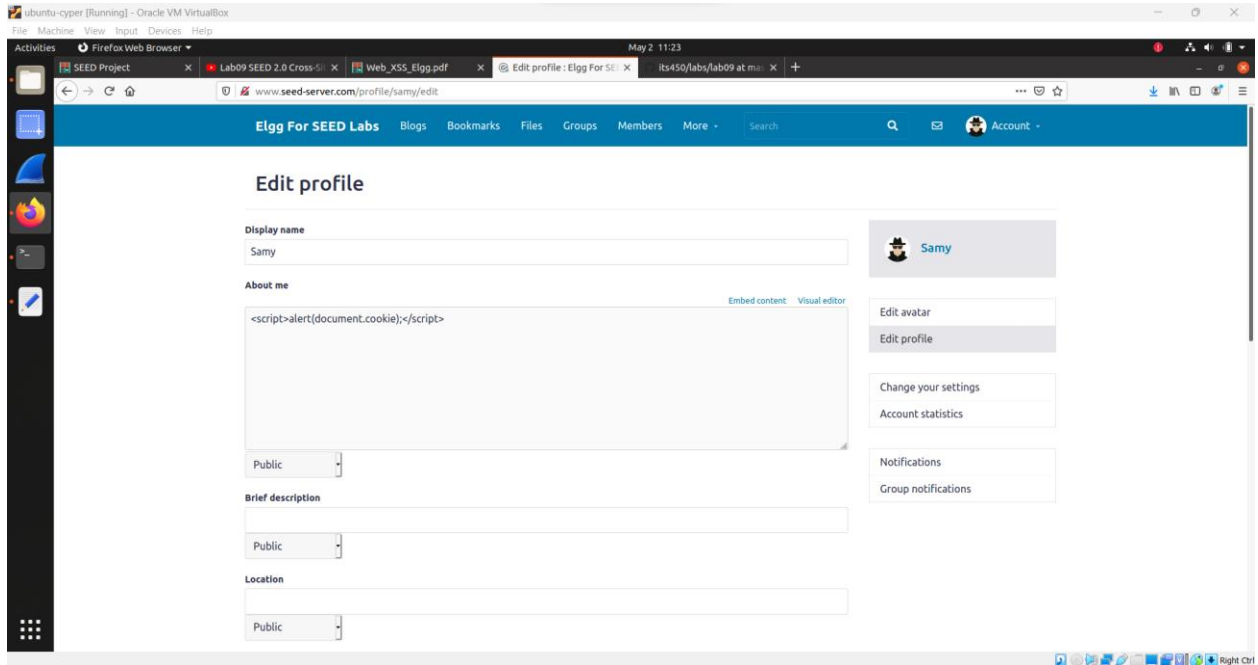 ubuntu-cyper [Running] - Oracle VM VirtualBox
File Machine View Input Devices Help
Activities Firefox Web Browser May 2 11:23
SEED Project Lab09 SEED 2.0 Cross-Si Web_XSS_Elgg.pdf Edit profile : Elgg For SEE its450/labs/lab09 at mas
www.seed-server.com/profile/samy/edit
Elgg For SEED Labs Blogs Bookmarks Files Groups Members More Search Account
Edit profile
Display name
Samy
Samy
About me
Embed content Visual editor
<script>alert(document.cookie);</script>
Edit avatar
Edit profile
Change your settings
Account statistics
Public
Notifications
Group notifications
Brief description
Public
Location
Public
Right Ctrl